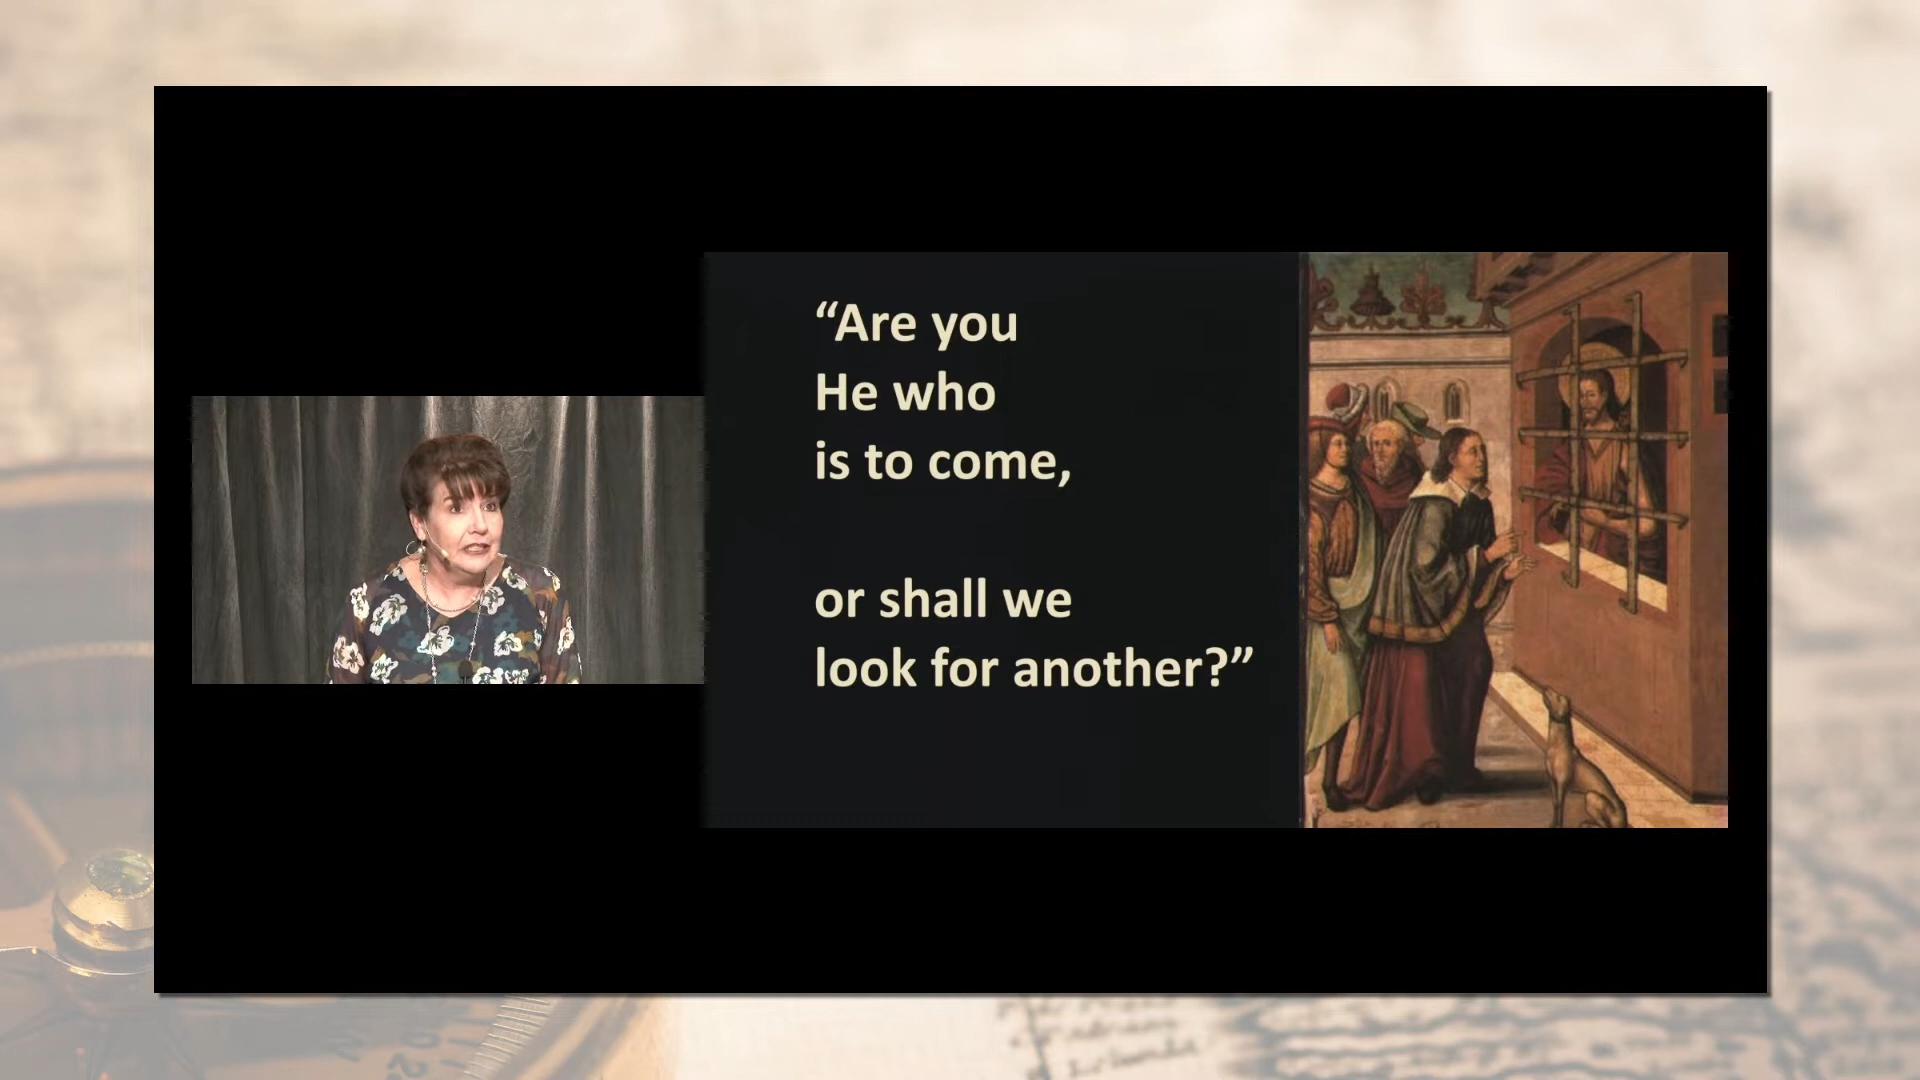 “Are you
He who
is to come,
or shall we
look for another?”